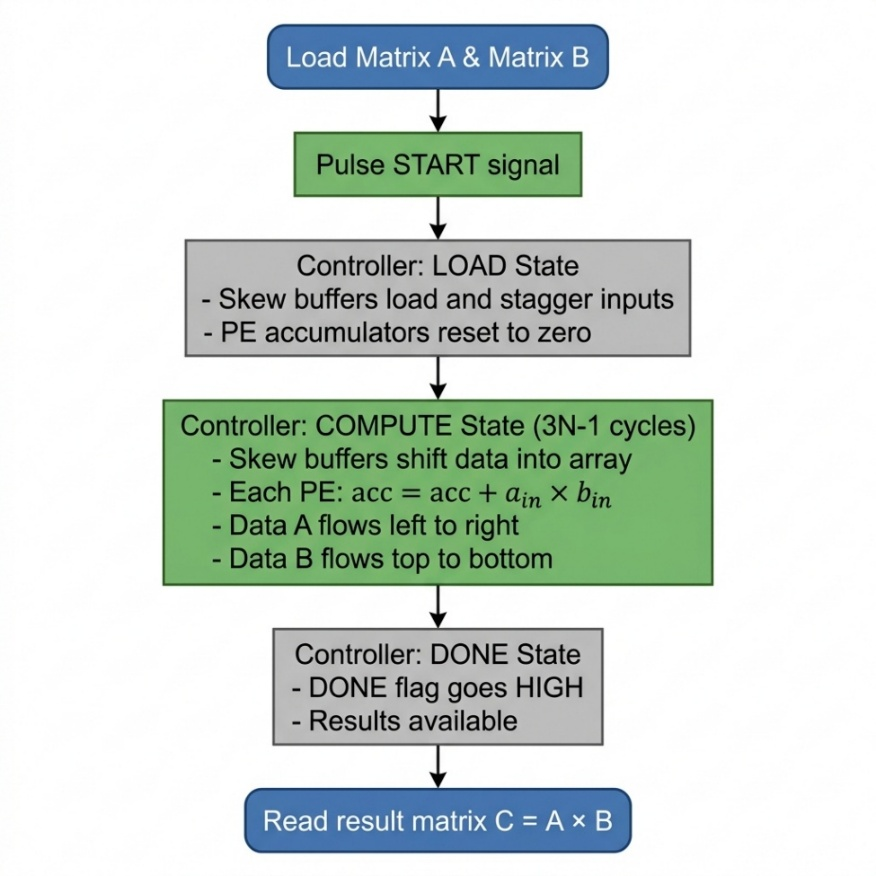 Load Matrix A & Matrix B
Pulse START signal
Controller: LOAD State
- Skew buffers load and stagger inputs
- PE accumulators reset to zero
Controller: COMPUTE State (3N-1 cycles)
- Skew buffers shift data into array
- Each PE: acc = acc + a_in × b_in
- Data A flows left to right
- Data B flows top to bottom
Controller: DONE State
- DONE flag goes HIGH
- Results available
Read result matrix C = A × B